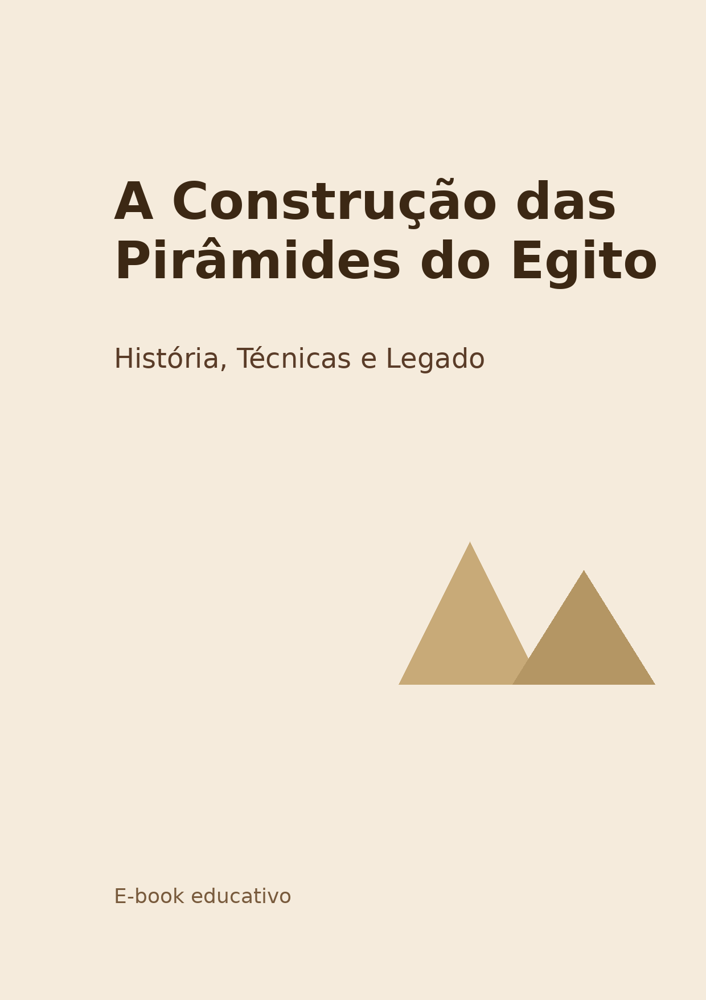 A Construção das
Pirâmides do Egito
História, Técnicas e Legado
E-book educativo